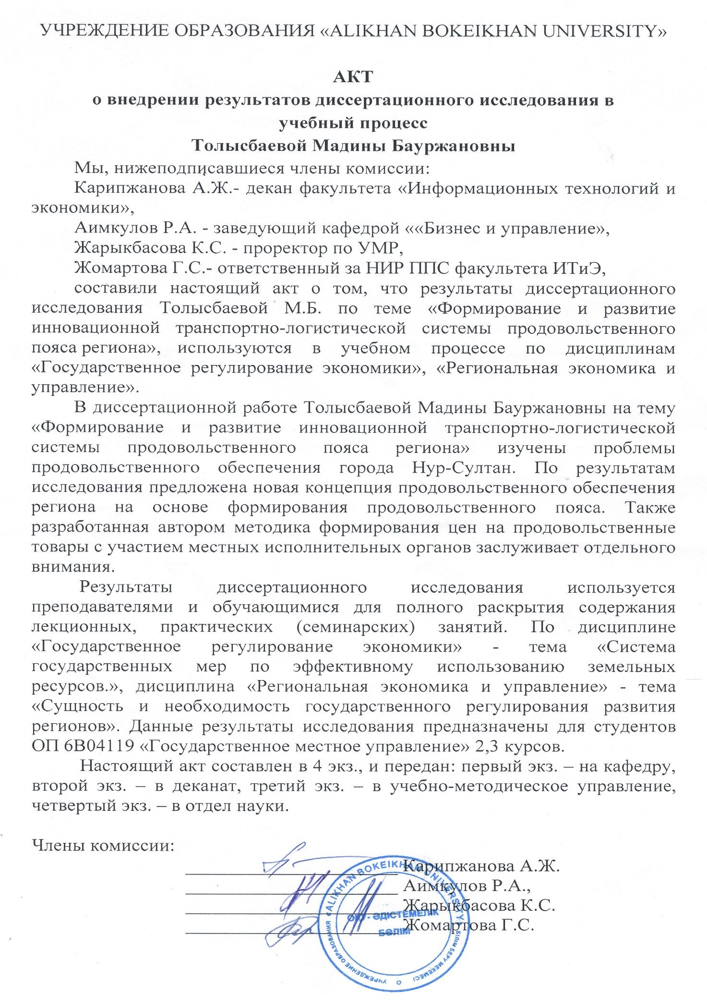 УЧРЕЖДЕНИЕ ОБРАЗОВАНИЯ «ALIKHAN BOKEIKHAN UNIVERSITY»
АКТ
о внедрении результатов диссертационного исследования в
учебный процесс
Толысбаевой Мадины Бауржановны
Мы, нижеподписавшиеся члены комиссии:
Карипжанова А.Ж.- декан факультета «Информационных технологий и
экономики»,
Аимкулов Р.А. - заведующий кафедрой ««Бизнес и управление»,
Жарыкбасова К.С. - проректор по УМР,
Жомартова Г.С.- ответственный за НИР ППС факультета ИТиЭ,
составили настоящий акт о том, что результаты диссертационного
исследования Толысбаевой М.Б. по теме «Формирование и развитие
инновационной транспортно-логистической системы продовольственного
пояса региона», используются в учебном процессе по дисциплинам
«Государственное регулирование экономики», «Региональная экономика и
управление».
В диссертационной работе Толысбаевой Мадины Бауржановны на тему
«Формирование и развитие инновационной транспортно-логистической
системы продовольственного пояса региона» изучены проблемы
продовольственного обеспечения города Нур-Султан. По результатам
исследования предложена новая концепция продовольственного обеспечения
региона на основе формирования продовольственного пояса. Также
разработанная автором методика формирования цен на продовольственные
товары с участием местных исполнительных органов заслуживает отдельного
внимания.
Результаты диссертационного исследования используется
преподавателями и обучающимися для полного раскрытия содержания
лекционных, практических (семинарских) занятий. По дисциплине
«Государственное регулирование экономики» - тема «Система
государственных мер по эффективному использованию земельных
ресурсов.», дисциплина «Региональная экономика и управление» - тема
«Сущность и необходимость государственного регулирования развития
регионов». Данные результаты исследования предназначены для студентов
ОП 6В04119 «Государственное местное управление» 2,3 курсов.
Настоящий акт составлен в 4 экз., и передан: первый экз. – на кафедру,
второй экз. – в деканат, третий экз. – в учебно-методическое управление,
четвертый экз. – в отдел науки.
Члены комиссии:
Карипжанова А.Ж.
Аимкулов Р.А.,
Жарыкбасова К.С.
Жомартова Г.С.
«ALIKHAN BOKEIKHAN UNIVERSITY»
БІЛІМ БЕРУ МЕКЕМЕСІ
УЧРЕЖДЕНИЕ ОБРАЗОВАНИЯ
ОҚУ - ӘДІСТЕМЕЛІК
БӨЛІМ